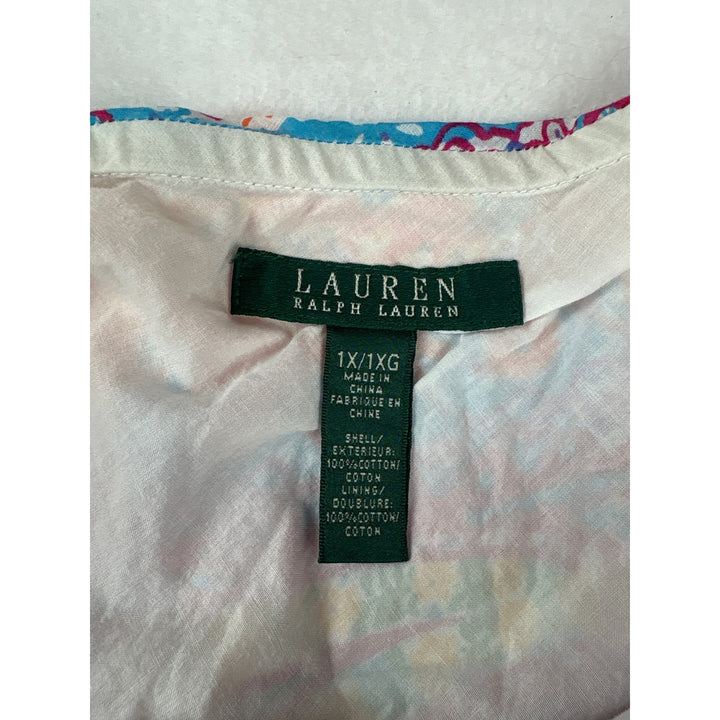 LAUREN
RALPH LAUREN
1X/1XG
MADE IN
CHINA
FABRIQUE EN
CHINE
SHELL/
EXTERIEUR:
100%COTTON/
COTON
LINING/
DOUBLURE:
100%COTTON/
COTON